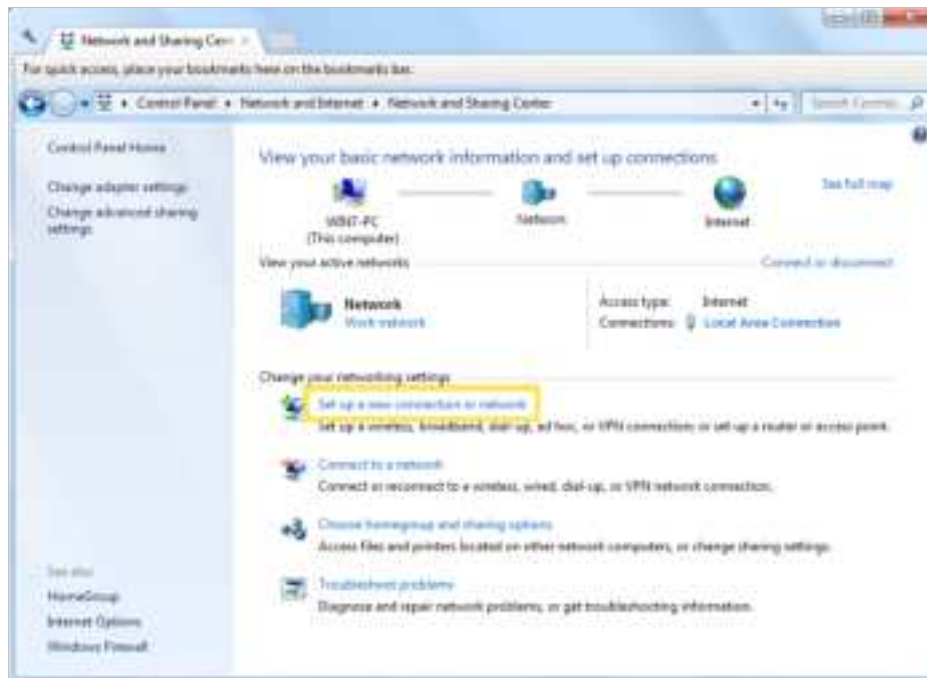 Network and Sharing Cen
For quick access, place your bookmarks here on the bookmarks bar.
Control Panel Network and Internet Network and Sharing Center
Search Contro
Control Panel Home
Change adapter settings
Change advanced sharing
settings
View your basic network information and set up connections
See full map
WIN7-PC
(This computer)
Network
Internet
View your active networks
Connect or disconnect
Network
Work network
Access type: Internet
Connections: Local Area Connection
Change your networking settings
Set up a new connection or network
Set up a wireless, broadband, dial-up, ad hoc, or VPN connection; or set up a router or access point.
Connect to a network
Connect or reconnect to a wireless, wired, dial-up, or VPN network connection.
Choose homegroup and sharing options
Access files and printers located on other network computers, or change sharing settings.
Troubleshoot problems
Diagnose and repair network problems, or get troubleshooting information.
See also
HomeGroup
Internet Options
Windows Firewall